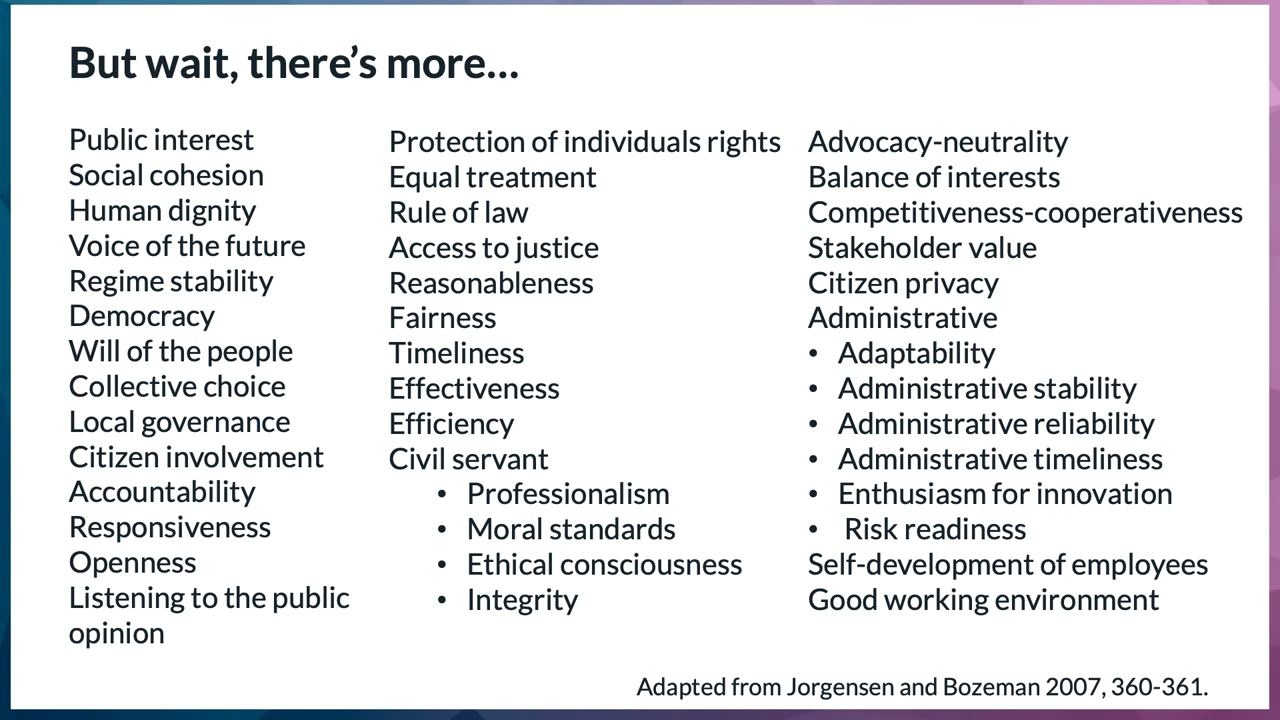 But wait, there's more...
Public interest
Social cohesion
Human dignity
Voice of the future
Regime stability
Democracy
Will of the people
Collective choice
Local governance
Citizen involvement
Accountability
Responsiveness
Openness
Listening to the public
opinion
Protection of individuals rights
Equal treatment
Rule of law
Access to justice
Reasonableness
Fairness
Timeliness
Effectiveness
Efficiency
Civil servant
• Professionalism
• Moral standards
• Ethical consciousness
• Integrity
Advocacy-neutrality
Balance of interests
Competitiveness-cooperativeness
Stakeholder value
Citizen privacy
Administrative
• Adaptability
• Administrative stability
• Administrative reliability
• Administrative timeliness
• Enthusiasm for innovation
• Risk readiness
Self-development of employees
Good working environment
Adapted from Jorgensen and Bozeman 2007, 360-361.